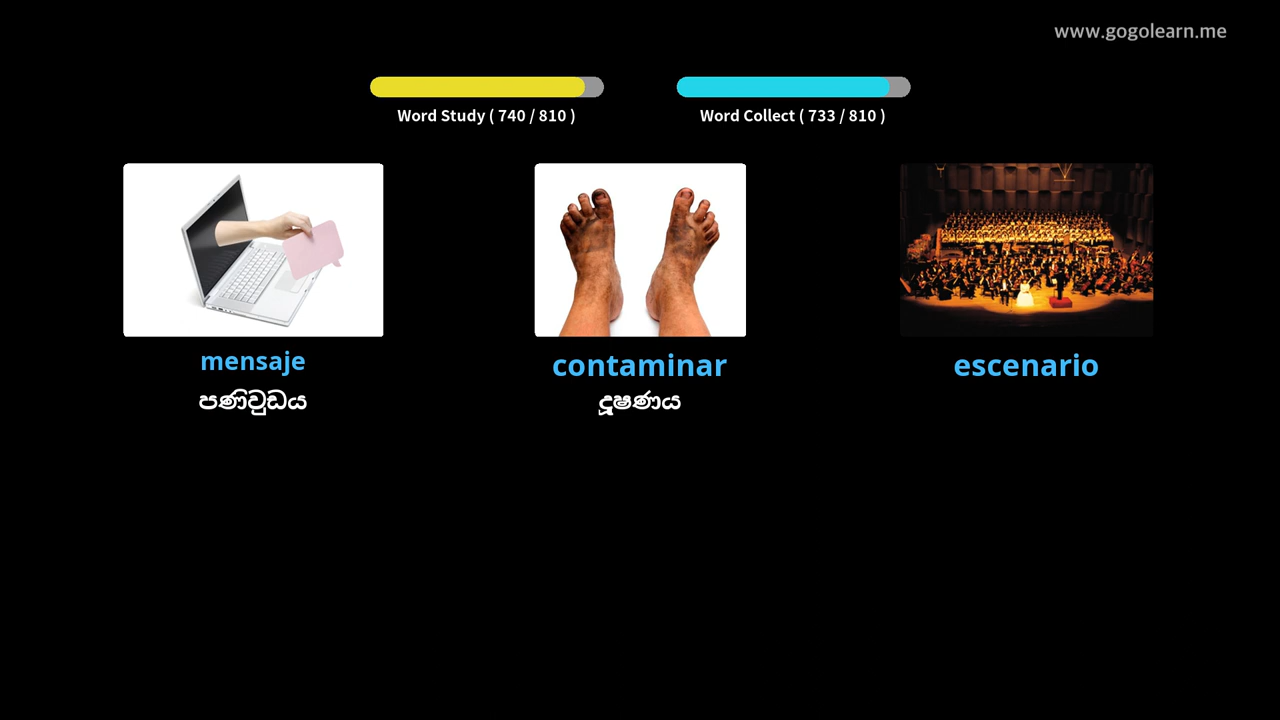 www.gogolearn.me
Word Study ( 740 / 810 )
Word Collect ( 733 / 810 )
mensaje
contaminar
escenario
පණිවුඩය
දූෂණය